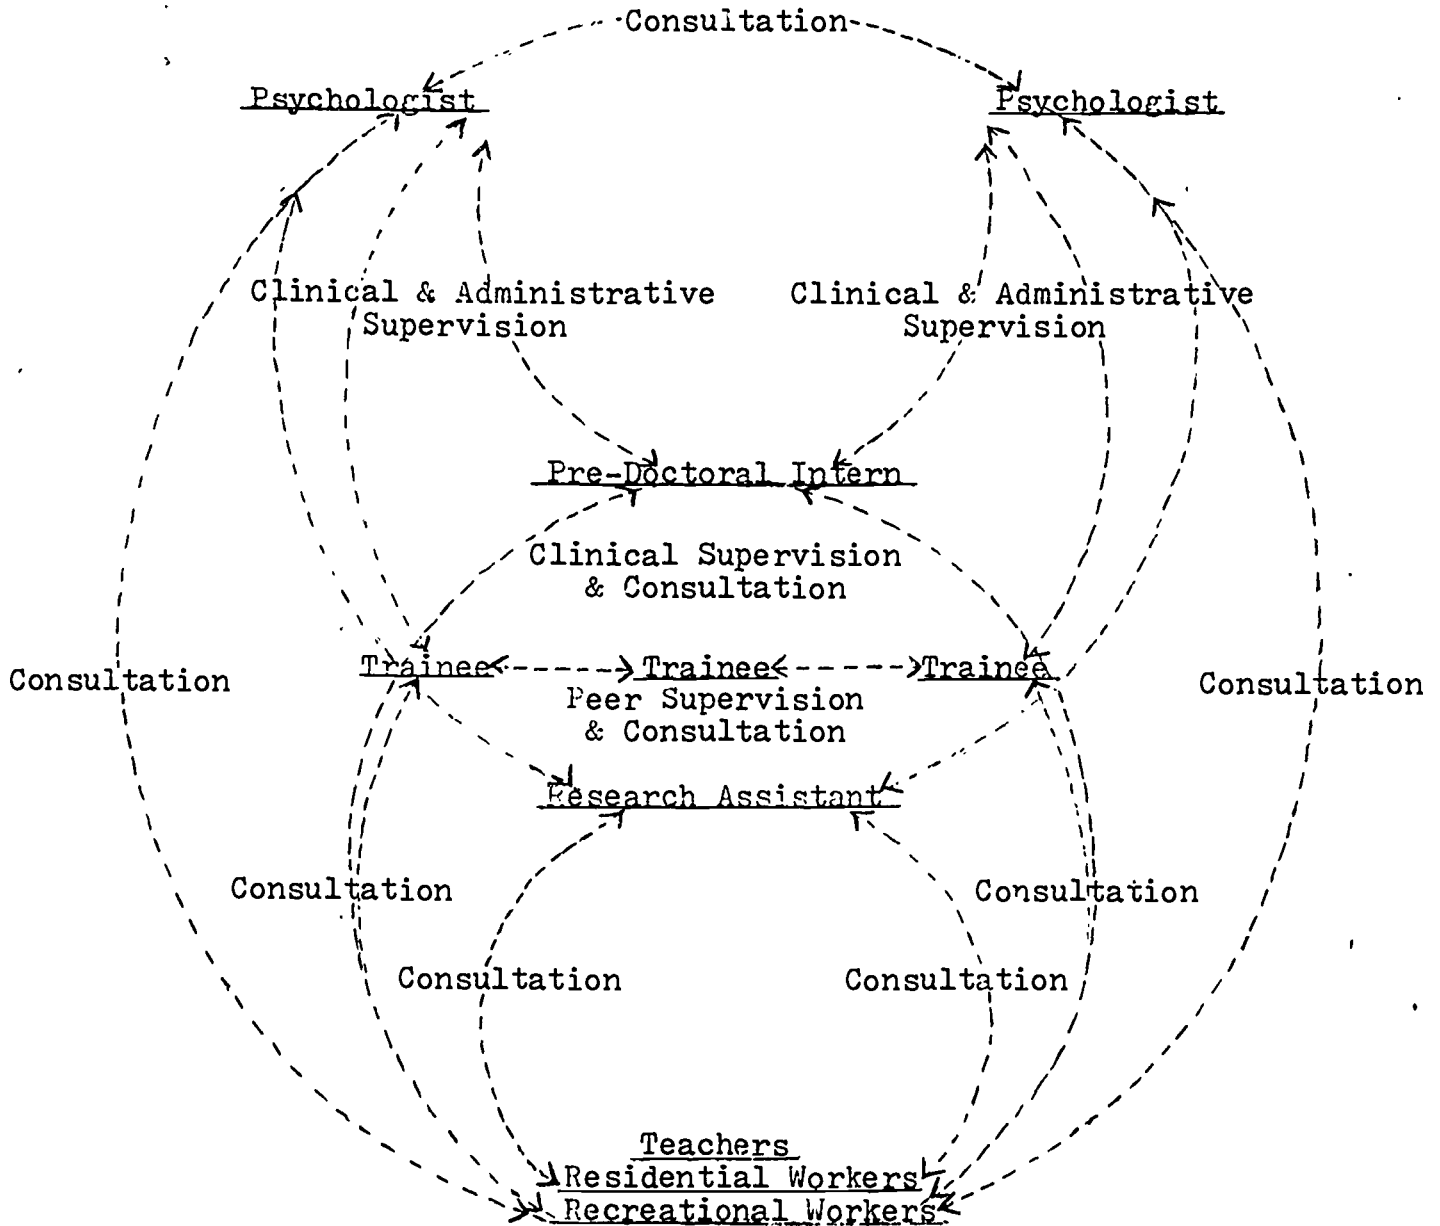 Consultation
Psychologist
Psychologist
Clinical & Administrative
Supervision
Clinical & Administrative
Supervision
Pre-Doctoral Intern
Clinical Supervision
& Consultation
Trainee
Trainee
Trainee
Peer Supervision
& Consultation
Consultation
Consultation
Research Assistant
Consultation
Consultation
Consultation
Consultation
Teachers
Residential Workers
Recreational Workers